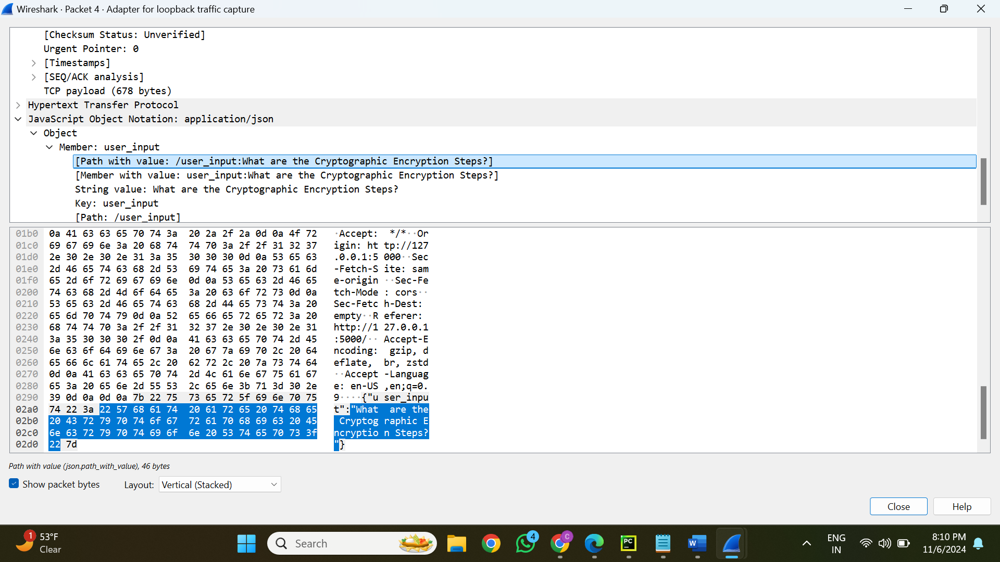 Wireshark · Packet 4 · Adapter for loopback traffic capture
[Checksum Status: Unverified]
Urgent Pointer: 0
[Timestamps]
[SEQ/ACK analysis]
TCP payload (678 bytes)
Hypertext Transfer Protocol
JavaScript Object Notation: application/json
Object
Member: user_input
[Path with value: /user_input:What are the Cryptographic Encryption Steps?]
[Member with value: user_input:What are the Cryptographic Encryption Steps?]
String value: What are the Cryptographic Encryption Steps?
Key: user_input
[Path: /user_input]
01b0 0a 41 63 63 65 70 74 3a 20 2a 2f 2a 0d 0a 4f 72 ·Accept: */*··Or
01c0 69 67 69 6e 3a 20 68 74 74 70 3a 2f 2f 31 32 37 igin: ht tp://127
01d0 2e 30 2e 30 2e 31 3a 35 30 30 30 0d 0a 53 65 63 .0.0.1:5 000··Sec
01e0 2d 46 65 74 63 68 2d 53 69 74 65 3a 20 73 61 6d -Fetch-S ite: sam
01f0 65 2d 6f 72 69 67 69 6e 0d 0a 53 65 63 2d 46 65 e-origin ··Sec-Fe
0200 74 63 68 2d 4d 6f 64 65 3a 20 63 6f 72 73 0d 0a tch-Mode : cors··
0210 53 65 63 2d 46 65 74 63 68 2d 44 65 73 74 3a 20 Sec-Fetc h-Dest:
0220 65 6d 70 74 79 0d 0a 52 65 66 65 72 65 72 3a 20 empty··R eferer:
0230 68 74 74 70 3a 2f 2f 31 32 37 2e 30 2e 30 2e 31 http://1 27.0.0.1
0240 3a 35 30 30 30 2f 0d 0a 41 63 63 65 70 74 2d 45 :5000/·· Accept-E
0250 6e 63 6f 64 69 6e 67 3a 20 67 7a 69 70 2c 20 64 ncoding: gzip, d
0260 65 66 6c 61 74 65 2c 20 62 72 2c 20 7a 73 74 64 eflate, br, zstd
0270 0d 0a 41 63 63 65 70 74 2d 4c 61 6e 67 75 61 67 ··Accept -Languag
0280 65 3a 20 65 6e 2d 55 53 2c 65 6e 3b 71 3d 30 2e e: en-US ,en;q=0.
0290 39 0d 0a 0d 0a 7b 22 75 73 65 72 5f 69 6e 70 75 9····{"u ser_inpu
02a0 74 22 3a 22 57 68 61 74 20 61 72 65 20 74 68 65 t":"What are the
02b0 20 43 72 79 70 74 6f 67 72 61 70 68 69 63 20 45 Cryptog raphic E
02c0 6e 63 72 79 70 74 69 6f 6e 20 53 74 65 70 73 3f ncryptio n Steps?
02d0 22 7d "}
Path with value (json.path_with_value), 46 bytes
Show packet bytes Layout: Vertical (Stacked)
Close Help
1 53°F
Clear
Search
4
C
PC
W
ENG
IN
8:10 PM
11/6/2024